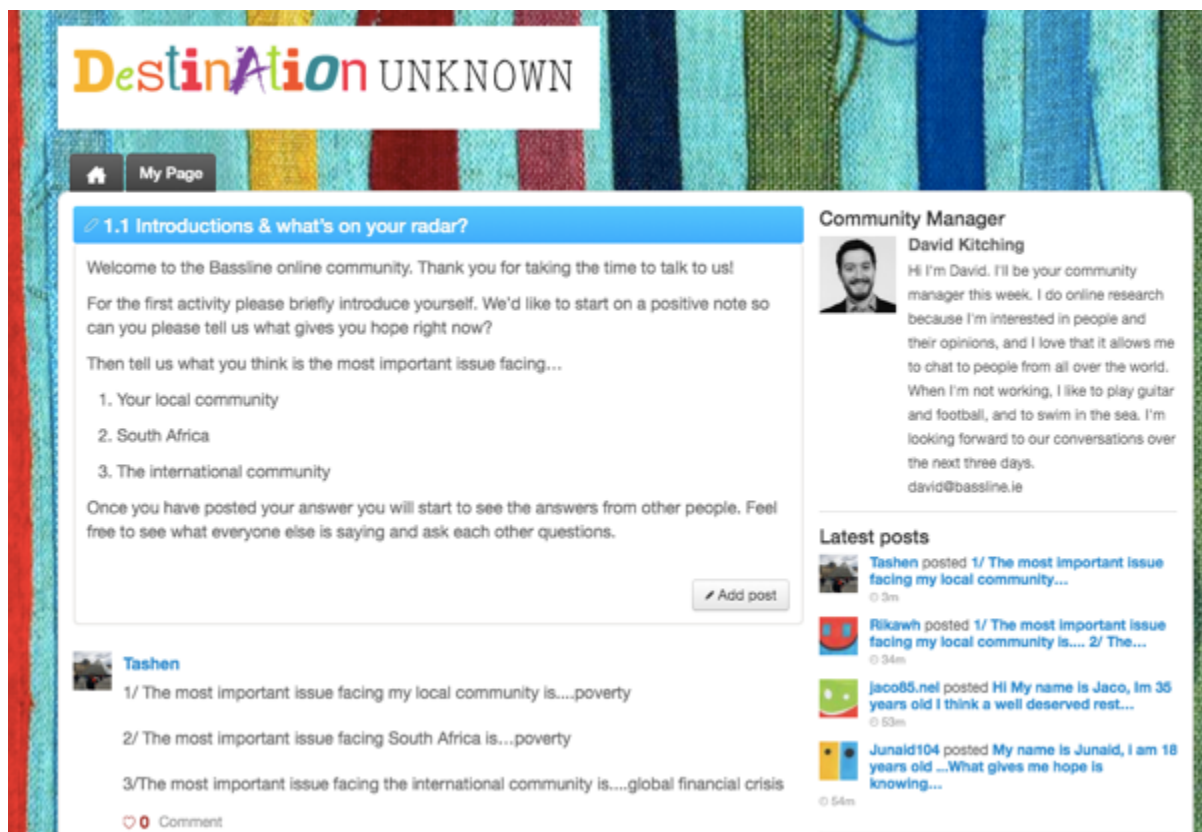 DestinAtion UNKNOWN
My Page
1.1 Introductions & what's on your radar?
Welcome to the Bassline online community. Thank you for taking the time to talk to us!
For the first activity please briefly introduce yourself. We'd like to start on a positive note so
can you please tell us what gives you hope right now?
Then tell us what you think is the most important issue facing...
1. Your local community
2. South Africa
3. The international community
Once you have posted your answer you will start to see the answers from other people. Feel
free to see what everyone else is saying and ask each other questions.
Add post
Tashen
1/ The most important issue facing my local community is....poverty
2/ The most important issue facing South Africa is...poverty
3/The most important issue facing the international community is....global financial crisis
0 Comment
Community Manager
David Kitching
Hi I'm David. I'll be your community
manager this week. I do online research
because I'm interested in people and
their opinions, and I love that it allows me
to chat to people from all over the world.
When I'm not working, I like to play guitar
and football, and to swim in the sea. I'm
looking forward to our conversations over
the next three days.
david@bassline.ie
Latest posts
Tashen posted 1/ The most important issue
facing my local community...
3m
Rikawh posted 1/ The most important issue
facing my local community is.... 2/ The...
34m
jaco85.nel posted Hi My name is Jaco, Im 35
years old I think a well deserved rest...
53m
Junaid104 posted My name is Junaid, i am 18
years old ...What gives me hope is
knowing...
54m